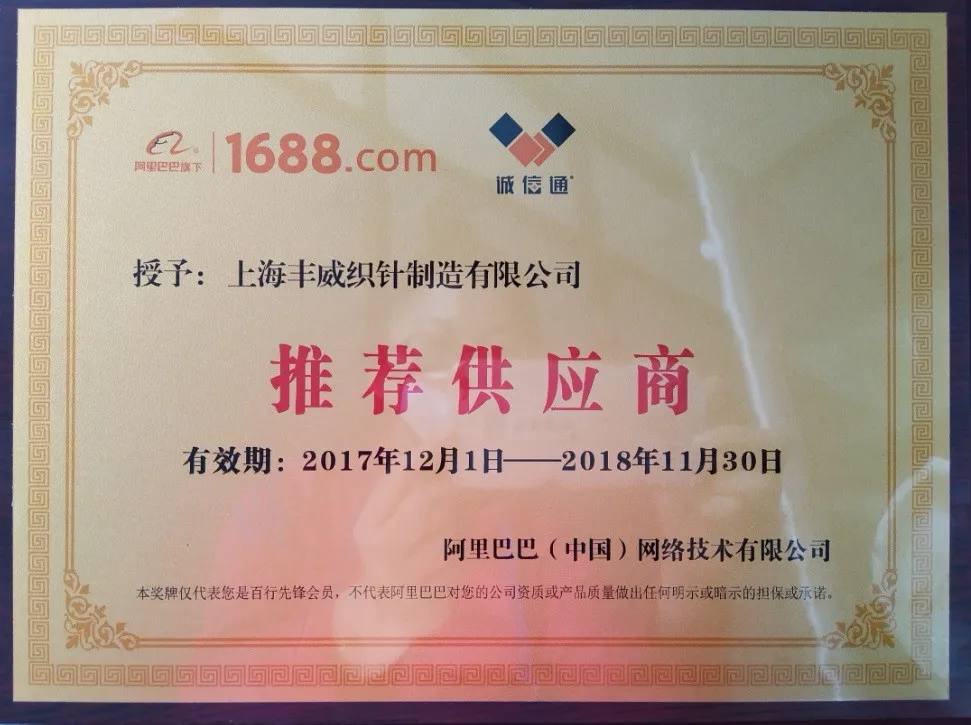 阿里巴巴旗下 1688.com
诚信通
授予：上海丰威织针制造有限公司
推荐供应商
有效期：2017年12月1日——2018年11月30日
阿里巴巴（中国）网络技术有限公司
本奖牌仅代表您是百行先锋会员，不代表阿里巴巴对您的公司资质或产品质量做出任何明示或暗示的担保或承诺。